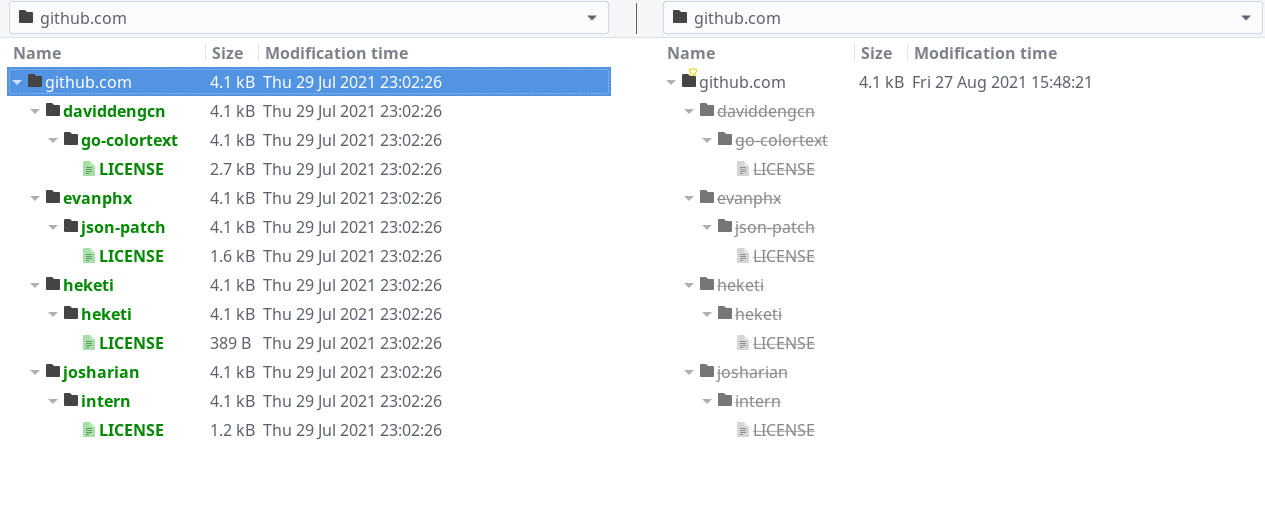 github.com github.com
Name Size Modification time Name Size Modification time
github.com 4.1 kB Thu 29 Jul 2021 23:02:26 github.com 4.1 kB Fri 27 Aug 2021 15:48:21
daviddengcn 4.1 kB Thu 29 Jul 2021 23:02:26 daviddengcn
go-colortext 4.1 kB Thu 29 Jul 2021 23:02:26 go-colortext
LICENSE 2.7 kB Thu 29 Jul 2021 23:02:26 LICENSE
evanphx 4.1 kB Thu 29 Jul 2021 23:02:26 evanphx
json-patch 4.1 kB Thu 29 Jul 2021 23:02:26 json-patch
LICENSE 1.6 kB Thu 29 Jul 2021 23:02:26 LICENSE
heketi 4.1 kB Thu 29 Jul 2021 23:02:26 heketi
heketi 4.1 kB Thu 29 Jul 2021 23:02:26 heketi
LICENSE 389 B Thu 29 Jul 2021 23:02:26 LICENSE
josharian 4.1 kB Thu 29 Jul 2021 23:02:26 josharian
intern 4.1 kB Thu 29 Jul 2021 23:02:26 intern
LICENSE 1.2 kB Thu 29 Jul 2021 23:02:26 LICENSE